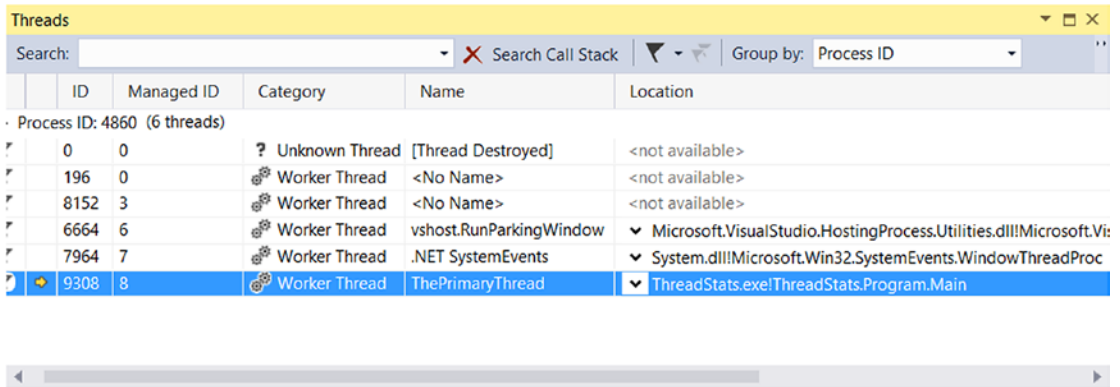 Threads
Search: Search Call Stack Group by: Process ID
ID Managed ID Category Name Location
Process ID: 4860 (6 threads)
0 0 ? Unknown Thread [Thread Destroyed] <not available>
196 0 Worker Thread <No Name> <not available>
8152 3 Worker Thread <No Name> <not available>
6664 6 Worker Thread vshost.RunParkingWindow Microsoft.VisualStudio.HostingProcess.Utilities.dll!Microsoft.Vis
7964 7 Worker Thread .NET SystemEvents System.dll!Microsoft.Win32.SystemEvents.WindowThreadProc
9308 8 Worker Thread ThePrimaryThread ThreadStats.exe!ThreadStats.Program.Main